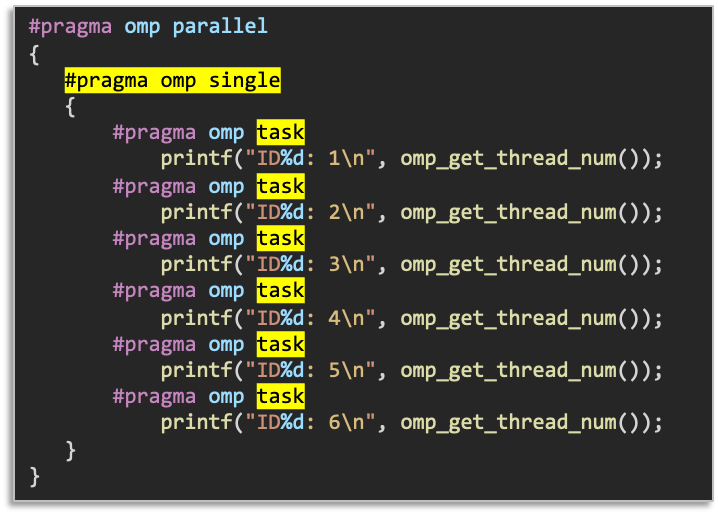 #pragma omp parallel
{
#pragma omp single
{
#pragma omp task
printf("ID%d: 1\n", omp_get_thread_num());
#pragma omp task
printf("ID%d: 2\n", omp_get_thread_num());
#pragma omp task
printf("ID%d: 3\n", omp_get_thread_num());
#pragma omp task
printf("ID%d: 4\n", omp_get_thread_num());
#pragma omp task
printf("ID%d: 5\n", omp_get_thread_num());
#pragma omp task
printf("ID%d: 6\n", omp_get_thread_num());
}
}